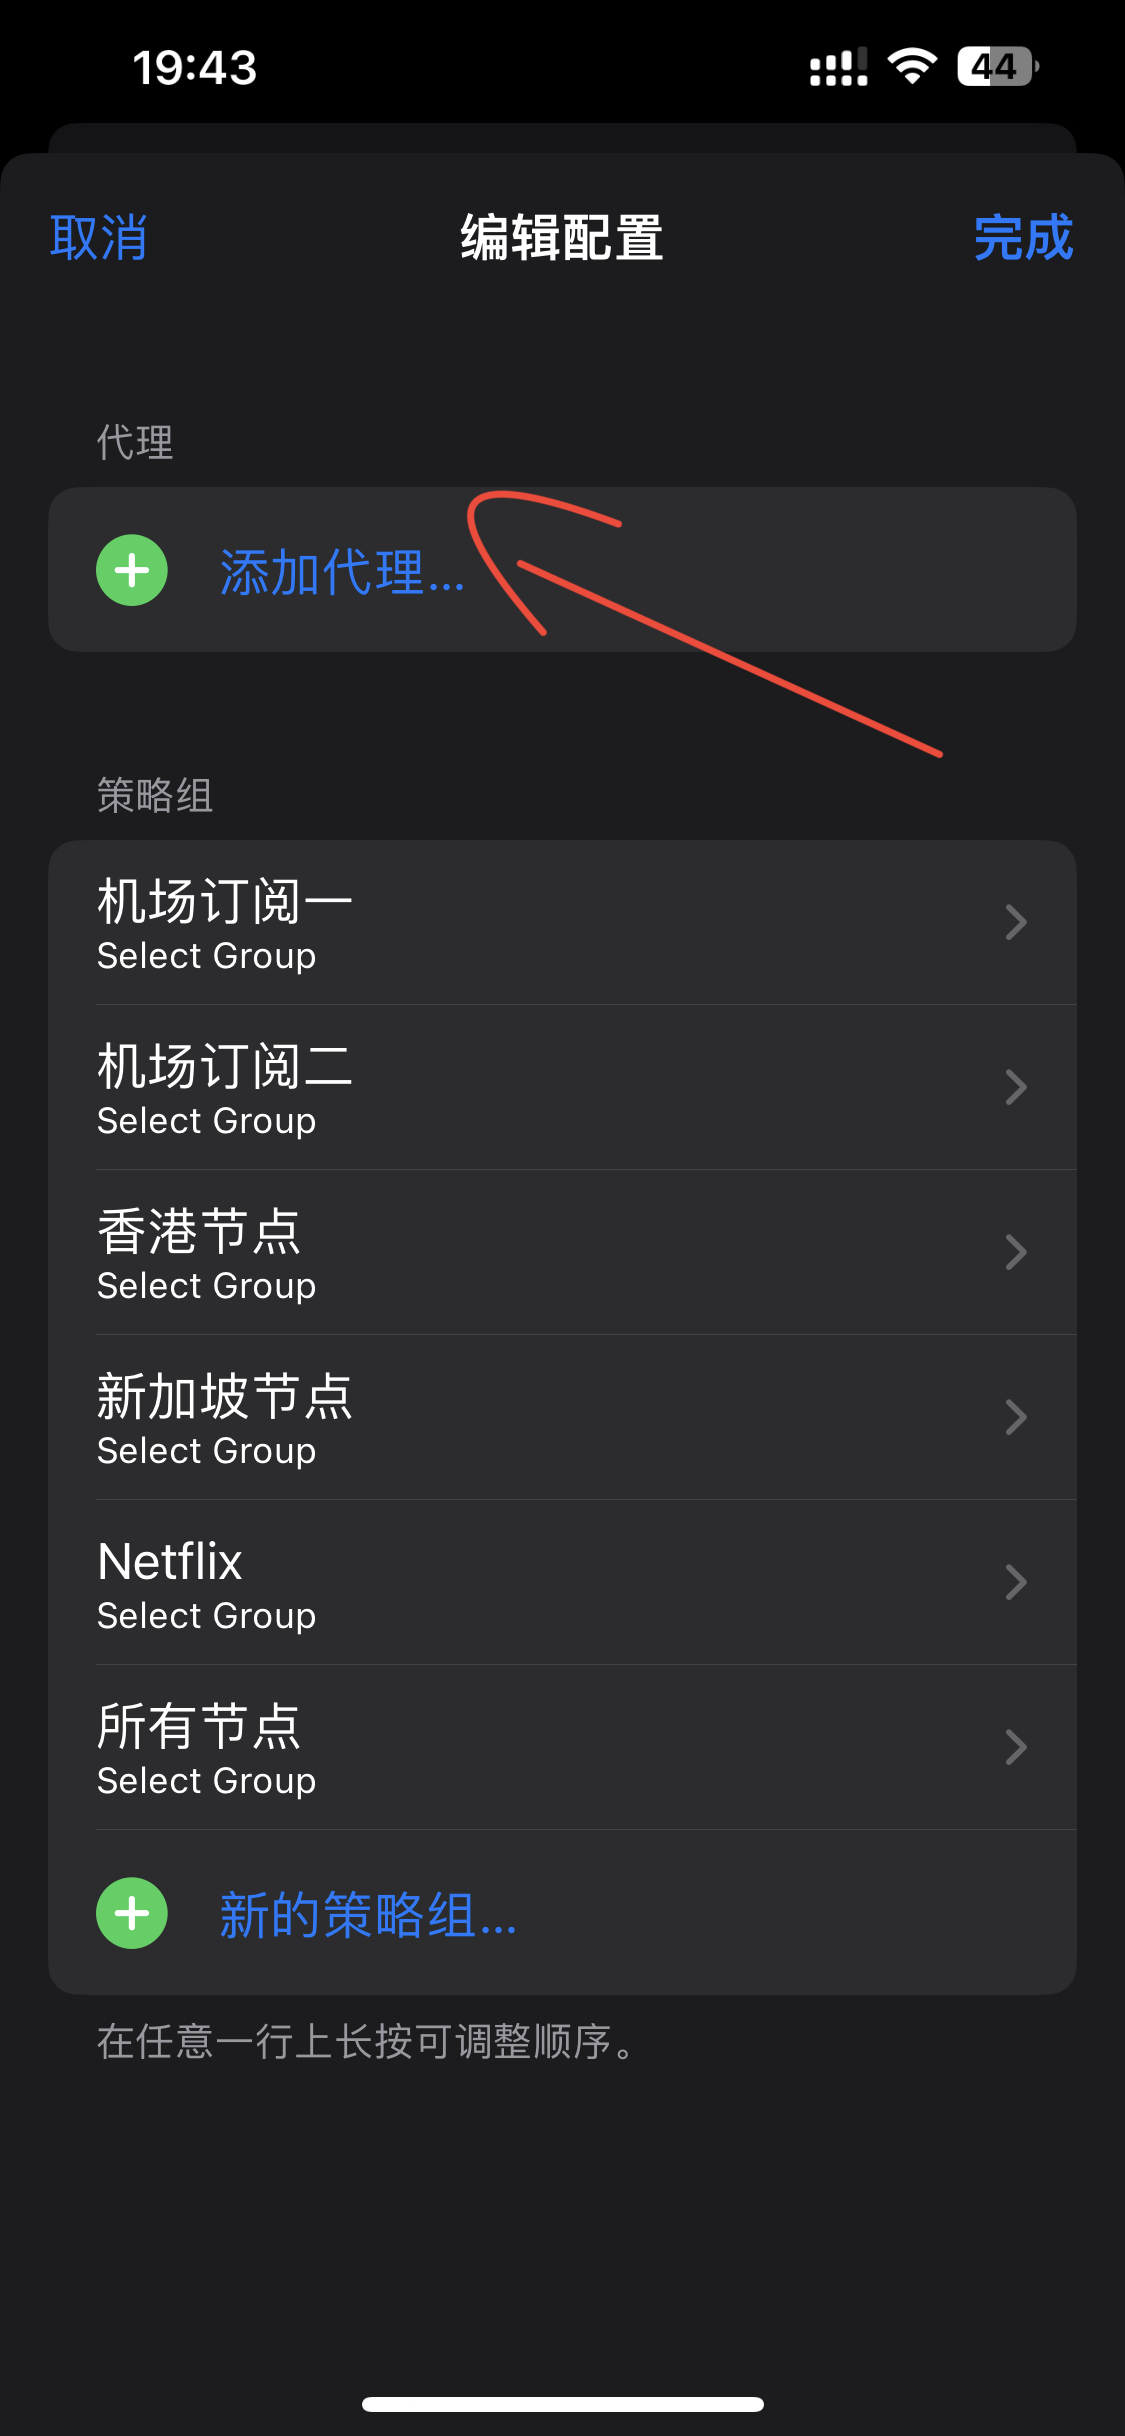 19:43
44
取消
编辑配置
完成
代理
添加代理...
策略组
机场订阅一
Select Group
机场订阅二
Select Group
香港节点
Select Group
新加坡节点
Select Group
Netflix
Select Group
所有节点
Select Group
新的策略组...
在任意一行上长按可调整顺序。